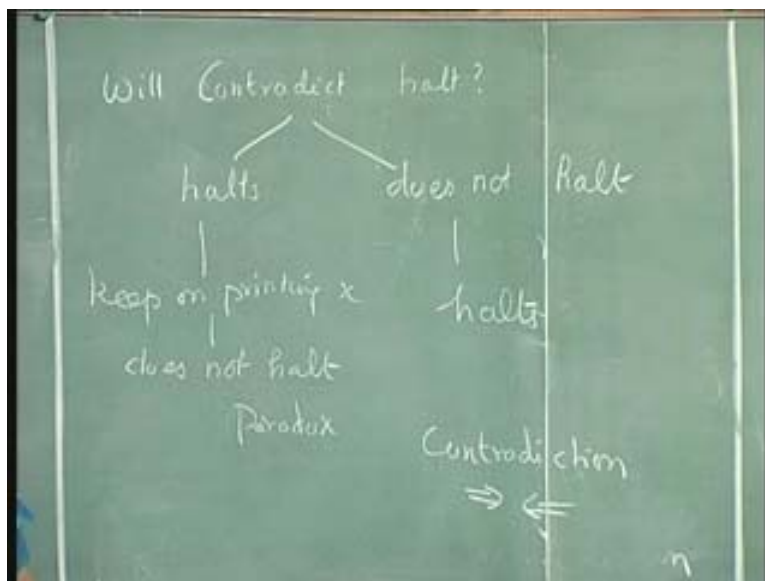 Will Contradict halt?
halts does not halt
keep on printing x halts
does not halt
Paradox
Contradiction
⇒ ⇐
n